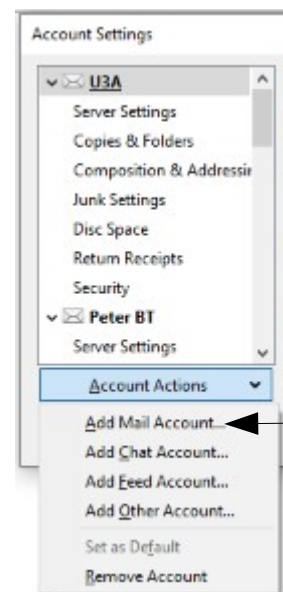 Account Settings
U3A
Server Settings
Copies & Folders
Composition & Addressin
Junk Settings
Disc Space
Return Receipts
Security
Peter BT
Server Settings
Account Actions
Add Mail Account...
Add Chat Account...
Add Feed Account...
Add Other Account...
Set as Default
Remove Account